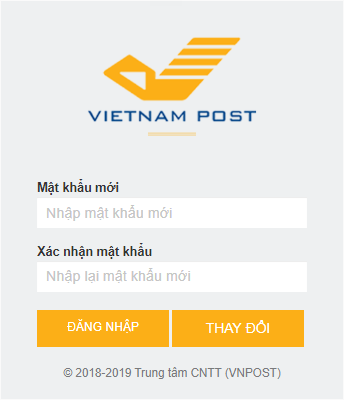 VIETNAM POST
Mật khẩu mới
Nhập mật khẩu mới
Xác nhận mật khẩu
Nhập lại mật khẩu mới
ĐĂNG NHẬP THAY ĐỔI
© 2018-2019 Trung tâm CNTT (VNPOST)